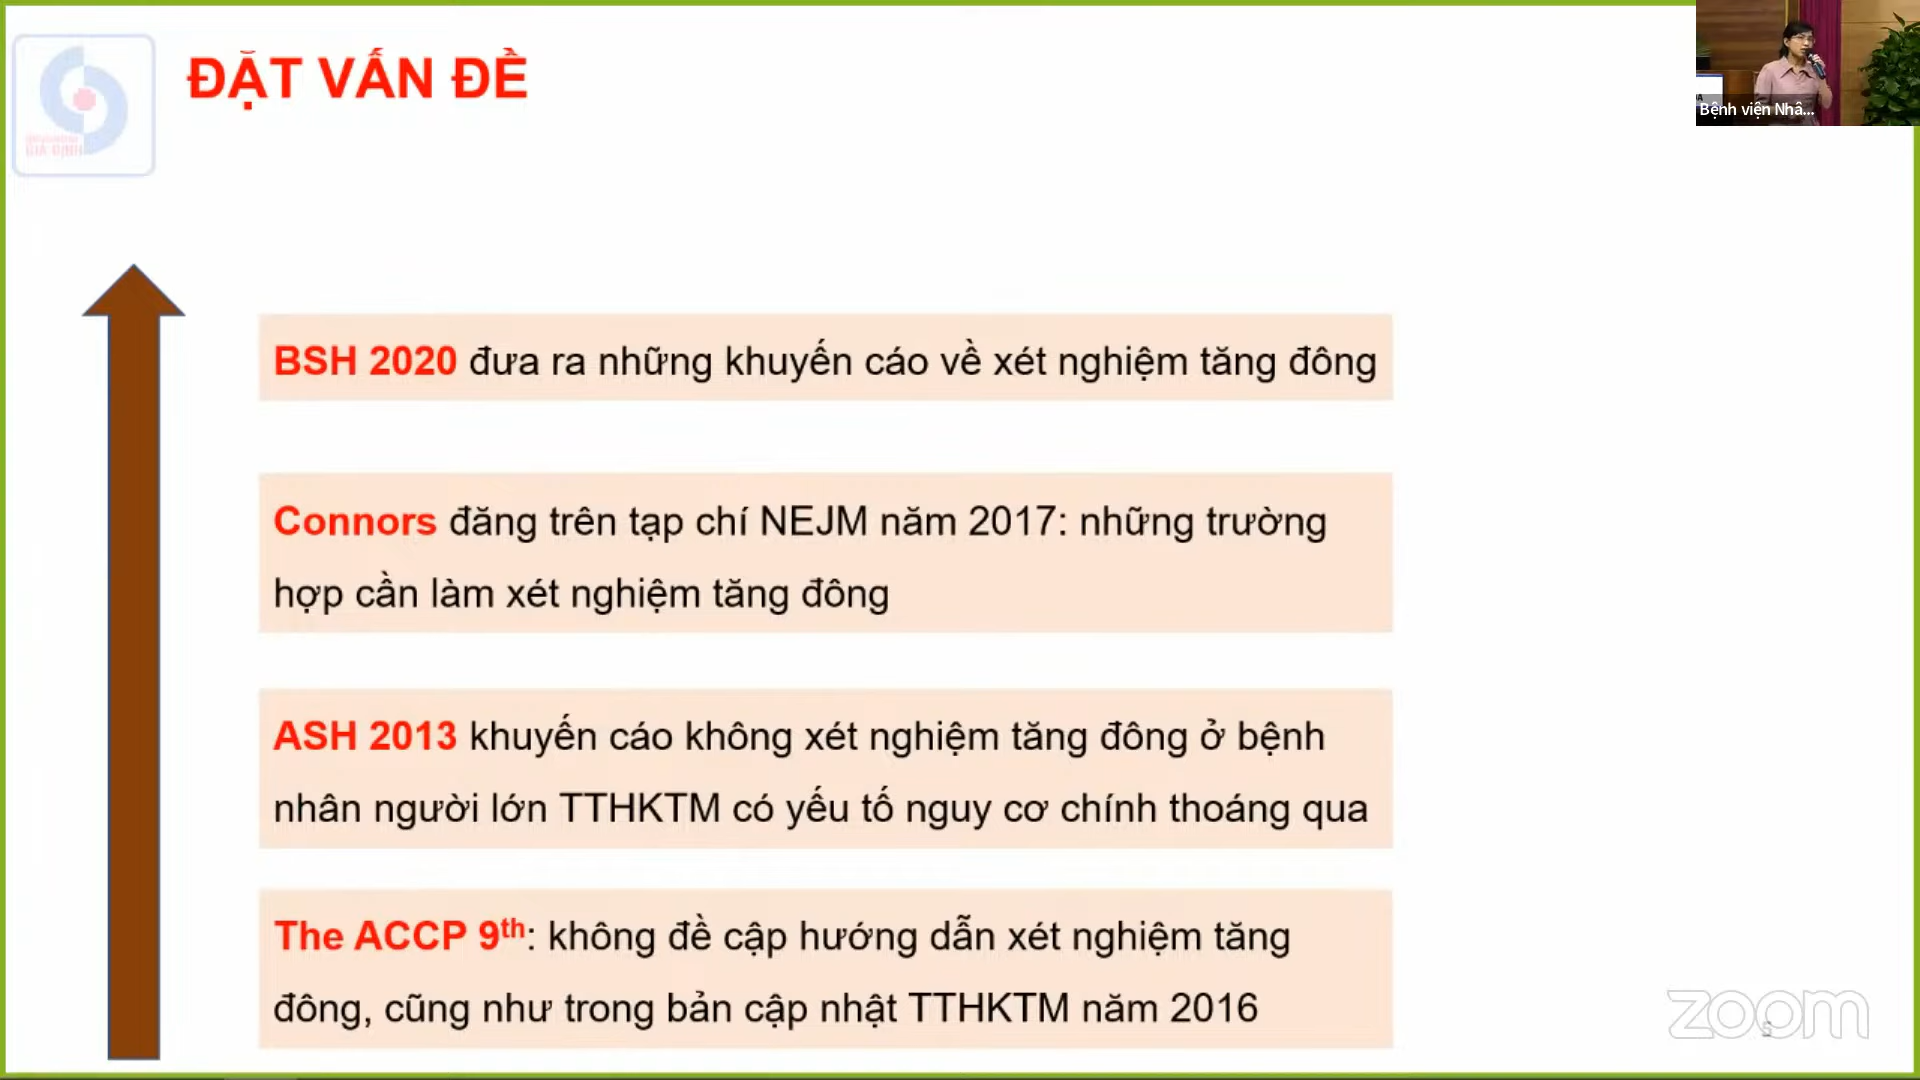 ĐẶT VẤN ĐỀ
Bệnh viện Nhâ...
GIA ĐỊNH
BSH 2020 đưa ra những khuyến cáo về xét nghiệm tăng đông
Connors đăng trên tạp chí NEJM năm 2017: những trường
hợp cần làm xét nghiệm tăng đông
ASH 2013 khuyến cáo không xét nghiệm tăng đông ở bệnh
nhân người lớn TTHKTM có yếu tố nguy cơ chính thoáng qua
The ACCP 9th: không đề cập hướng dẫn xét nghiệm tăng
đông, cũng như trong bản cập nhật TTHKTM năm 2016
zoom
5